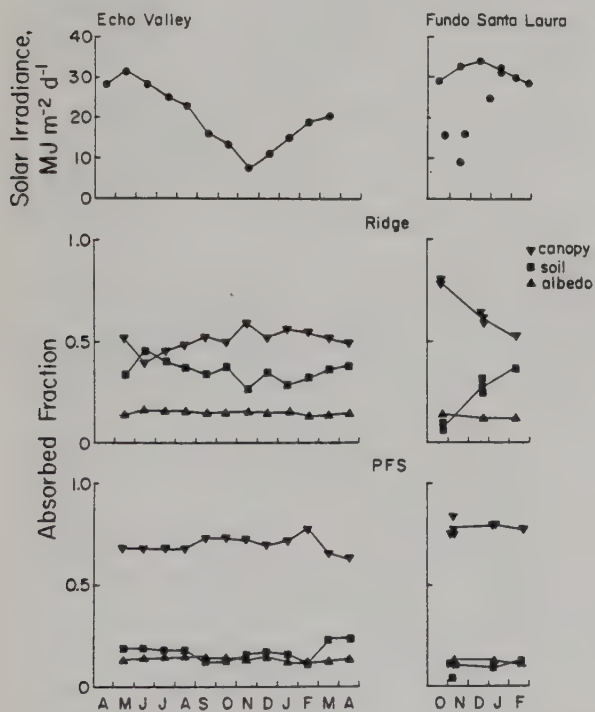 Echo Valley
Fundo Santa Laura
Solar Irradiance,
MJ m⁻² d⁻¹
40
30
20
10
0
Ridge
canopy
soil
albedo
Absorbed Fraction
1.0
0.5
0
PFS
1.0
0.5
0
A M J J A S O N D J F M A
O N D J F